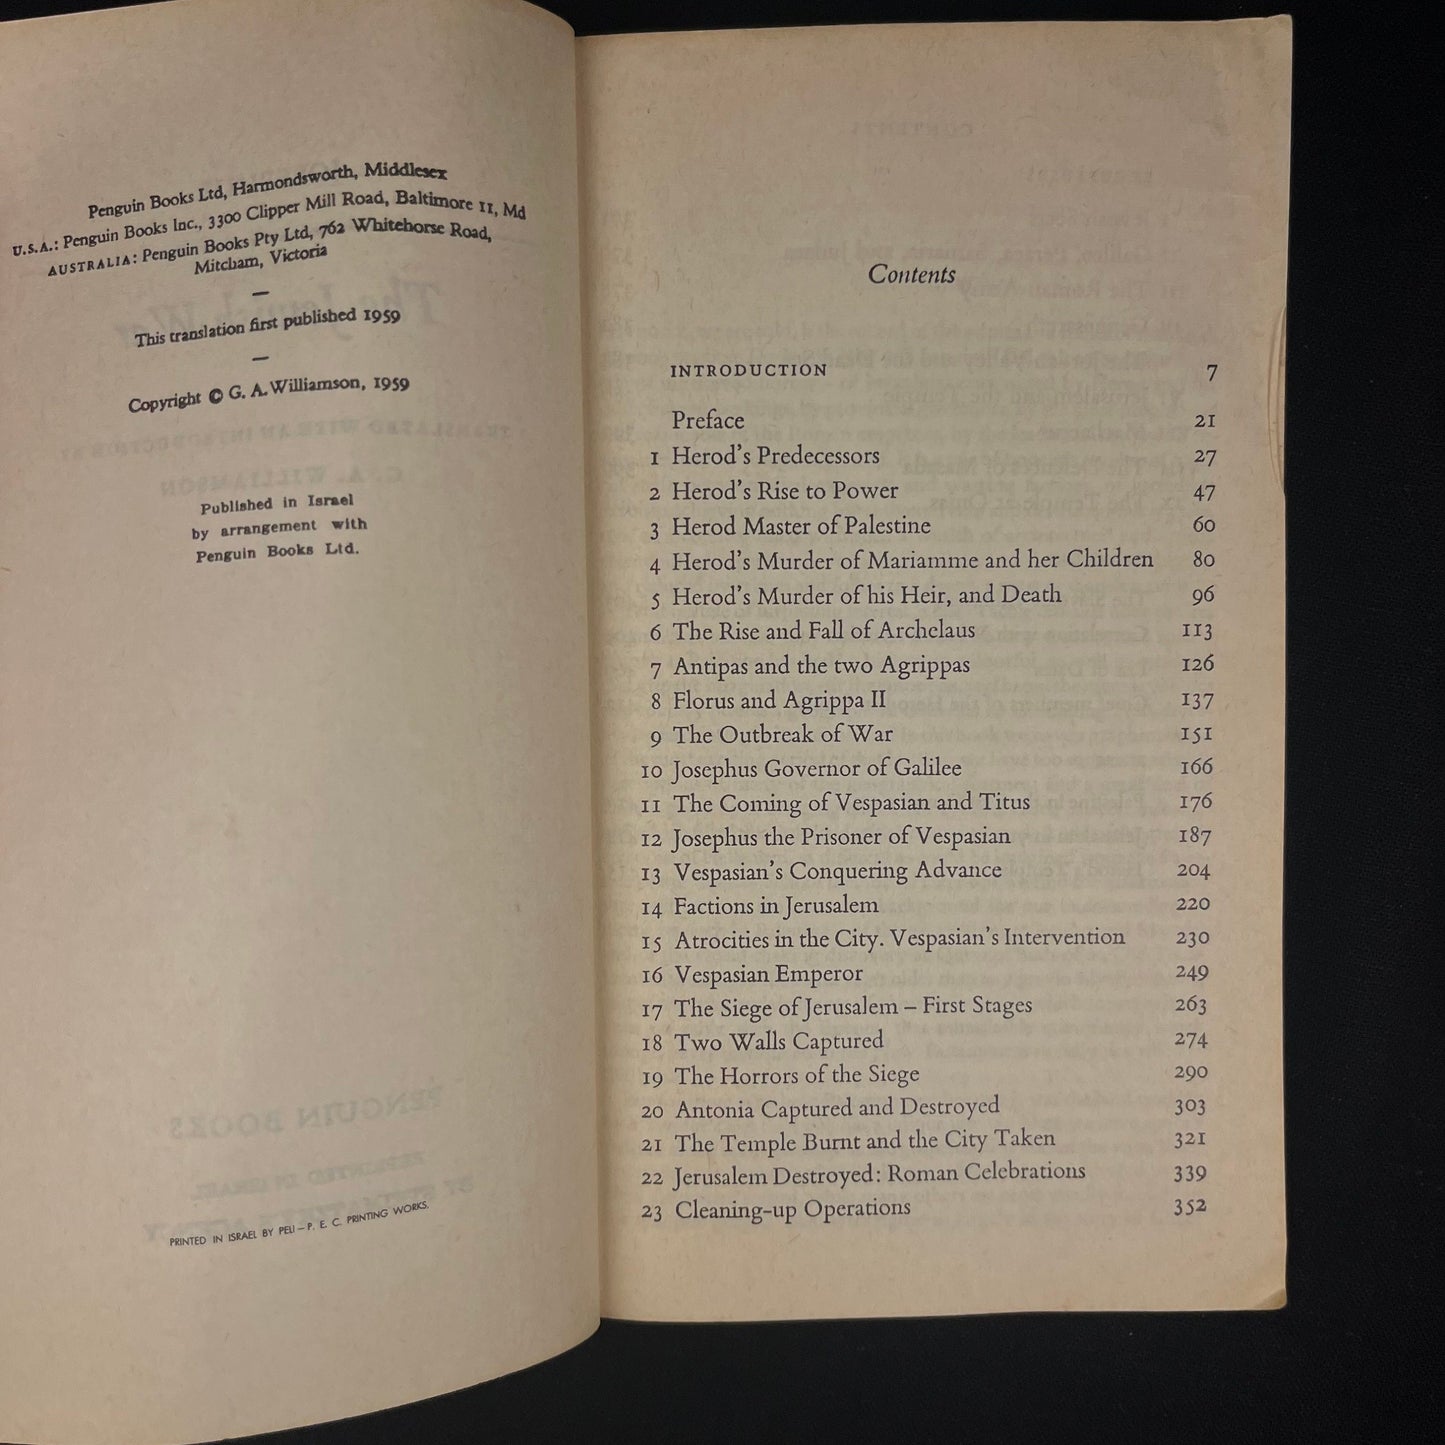 Penguin Books Ltd, Harmondsworth, Middlesex
U.S.A.: Penguin Books Inc., 3300 Clipper Mill Road, Baltimore 11, Md
AUSTRALIA: Penguin Books Pty Ltd, 762 Whitehorse Road,
Mitcham, Victoria
—
This translation first published 1959
—
Copyright © G. A. Williamson, 1959
Published in Israel
by arrangement with
Penguin Books Ltd.
PRINTED IN ISRAEL BY PELI – P. E. C. PRINTING WORKS.
Contents
INTRODUCTION 7
Preface 21
1 Herod's Predecessors 27
2 Herod's Rise to Power 47
3 Herod Master of Palestine 60
4 Herod's Murder of Mariamme and her Children 80
5 Herod's Murder of his Heir, and Death 96
6 The Rise and Fall of Archelaus 113
7 Antipas and the two Agrippas 126
8 Florus and Agrippa II 137
9 The Outbreak of War 151
10 Josephus Governor of Galilee 166
11 The Coming of Vespasian and Titus 176
12 Josephus the Prisoner of Vespasian 187
13 Vespasian's Conquering Advance 204
14 Factions in Jerusalem 220
15 Atrocities in the City. Vespasian's Intervention 230
16 Vespasian Emperor 249
17 The Siege of Jerusalem – First Stages 263
18 Two Walls Captured 274
19 The Horrors of the Siege 290
20 Antonia Captured and Destroyed 303
21 The Temple Burnt and the City Taken 321
22 Jerusalem Destroyed: Roman Celebrations 339
23 Cleaning-up Operations 352